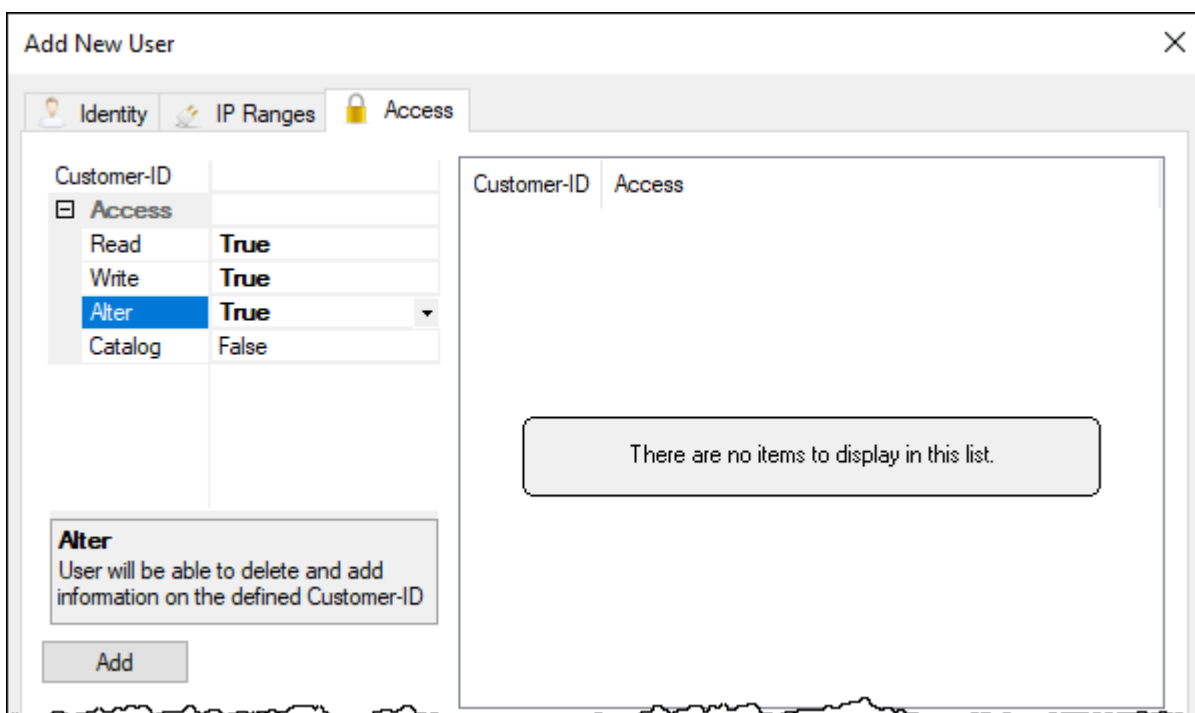 Add New User
Identity IP Ranges Access
Customer-ID
Access
Read True
Write True
Alter True
Catalog False
Alter
User will be able to delete and add
information on the defined Customer-ID
Add
Customer-ID Access
There are no items to display in this list.